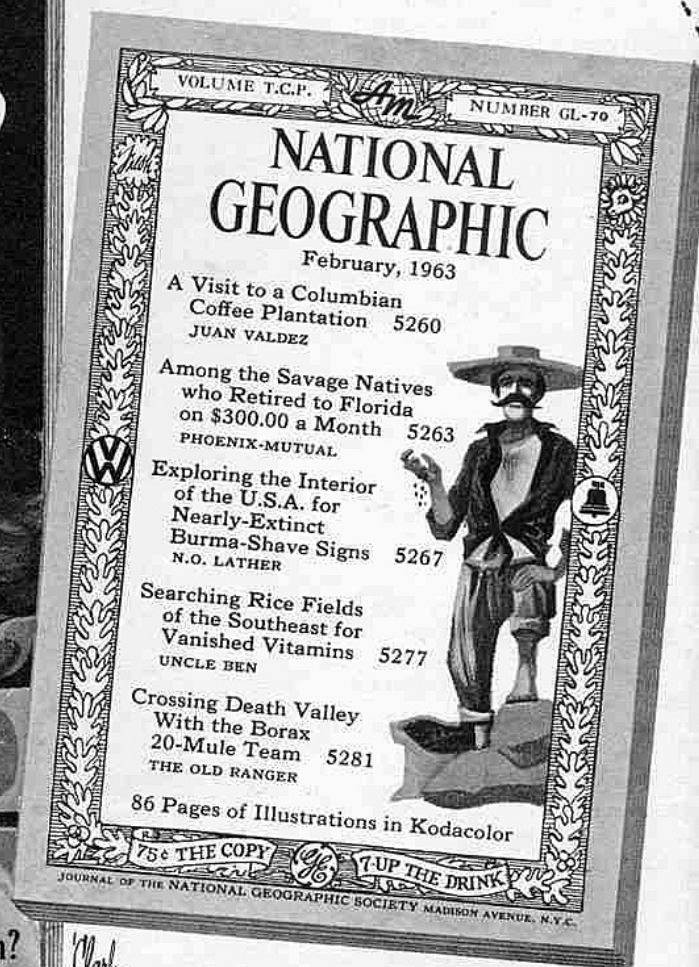 VOLUME T.C.P.
AM
NUMBER GL-70
NATIONAL
GEOGRAPHIC
February, 1963
A Visit to a Columbian
Coffee Plantation 5260
JUAN VALDEZ
Among the Savage Natives
who Retired to Florida
on $300.00 a Month 5263
PHOENIX-MUTUAL
Exploring the Interior
of the U.S.A. for
Nearly-Extinct
Burma-Shave Signs 5267
N.O. LATHER
Searching Rice Fields
of the Southeast for
Vanished Vitamins 5277
UNCLE BEN
Crossing Death Valley
With the Borax
20-Mule Team 5281
THE OLD RANGER
86 Pages of Illustrations in Kodacolor
VW
75¢ THE COPY
GE
7-UP THE DRINK
JOURNAL OF THE NATIONAL GEOGRAPHIC SOCIETY MADISON AVENUE, N.Y.C.